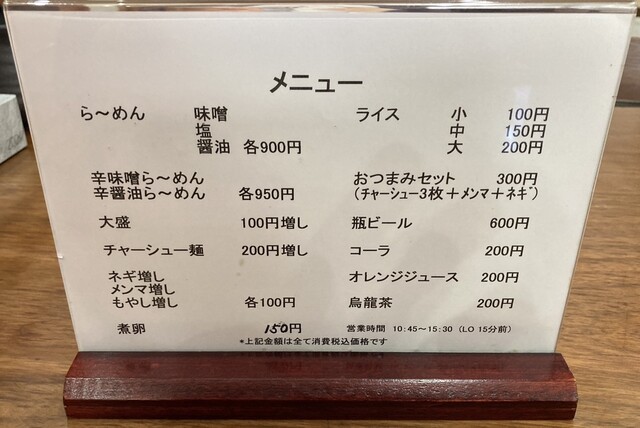 メニュー
ら～めん 味噌
塩
醤油 各900円
辛味噌ら～めん
辛醤油ら～めん 各950円
大盛 100円増し
チャーシュー麺 200円増し
ネギ増し
メンマ増し
もやし増し 各100円
煮卵 150円
ライス 小 100円
中 150円
大 200円
おつまみセット 300円
（チャーシュー3枚＋メンマ＋ネギ）
瓶ビール 600円
コーラ 200円
オレンジジュース 200円
烏龍茶 200円
営業時間 10:45～15:30（LO 15分前）
*上記金額は全て消費税込価格です